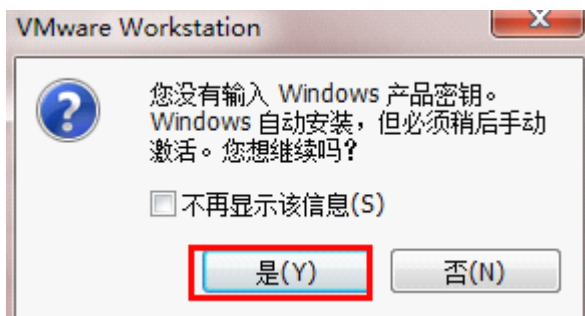 VMware Workstation
您没有输入 Windows 产品密钥。
Windows 自动安装，但必须稍后手动
激活。您想继续吗？
不再显示该信息(S)
是(Y)
否(N)